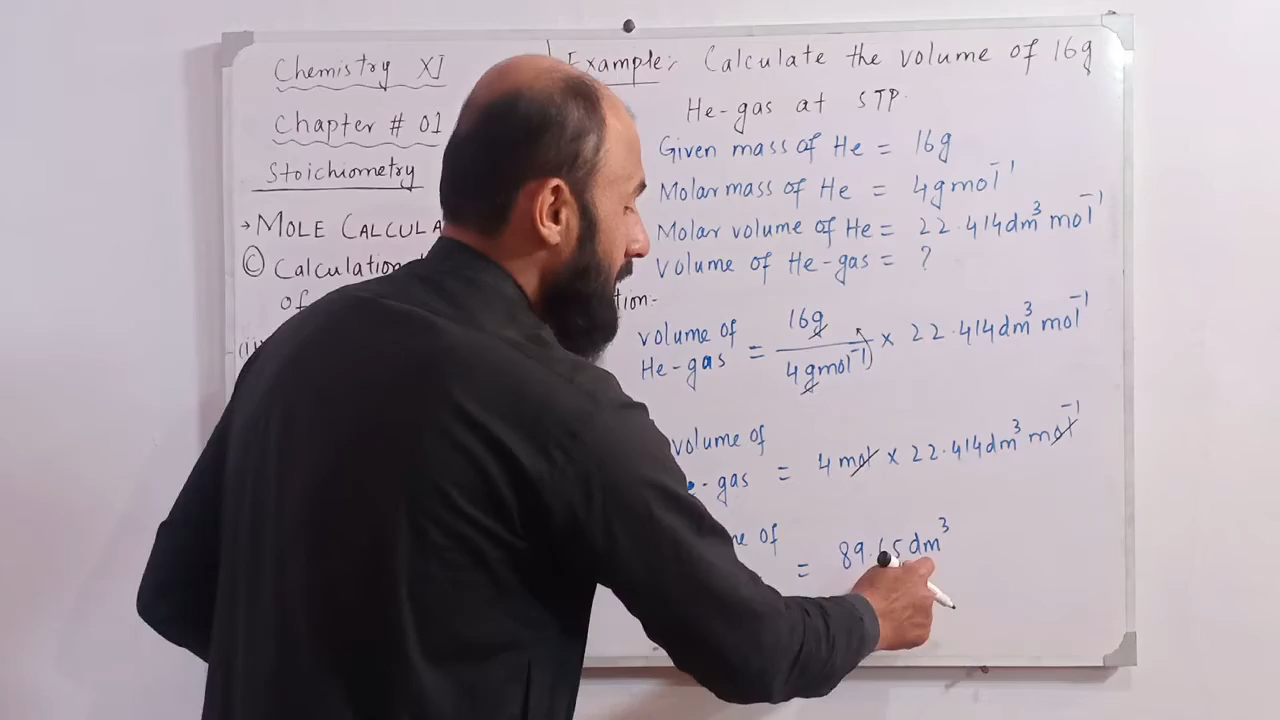 Chemistry XI
Chapter # 01
Stoichiometry
→ MOLE CALCULA
© Calculation
of
Example:- Calculate the volume of 16g
He-gas at STP.
Given mass of He = 16g
Molar mass of He = 4gmol⁻¹
Molar volume of He = 22.414dm³ mol⁻¹
Volume of He-gas = ?
tion:-
volume of
He-gas = 16g / 4gmol⁻¹ × 22.414dm³ mol⁻¹
volume of
e-gas = 4mol × 22.414dm³ mol⁻¹
me of
= 89.65dm³